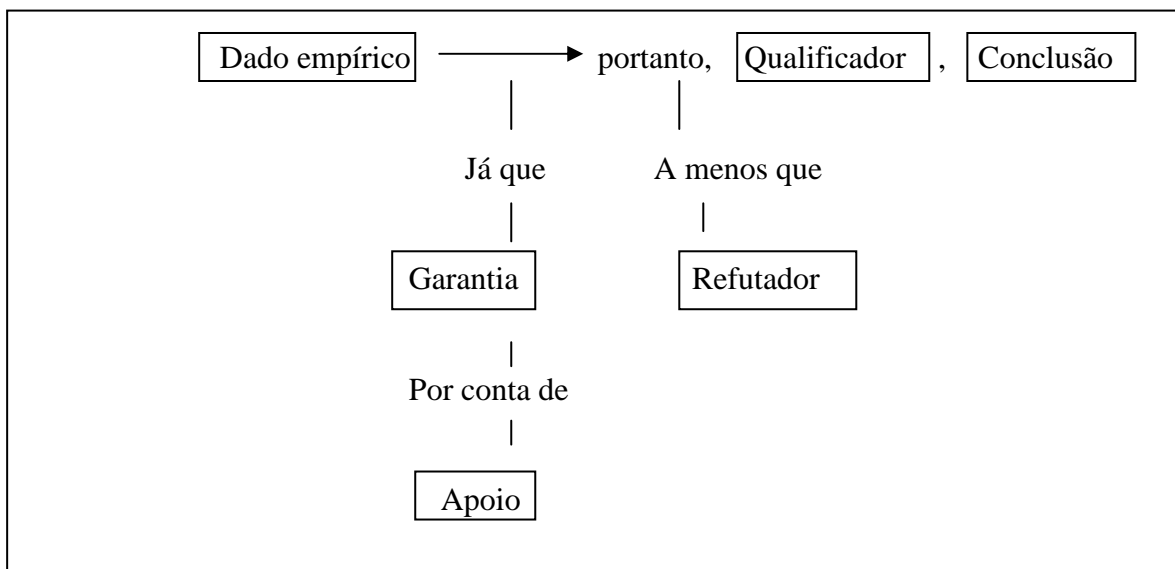 Dado empírico portanto, Qualificador , Conclusão
Já que A menos que
Garantia Refutador
Por conta de
Apoio